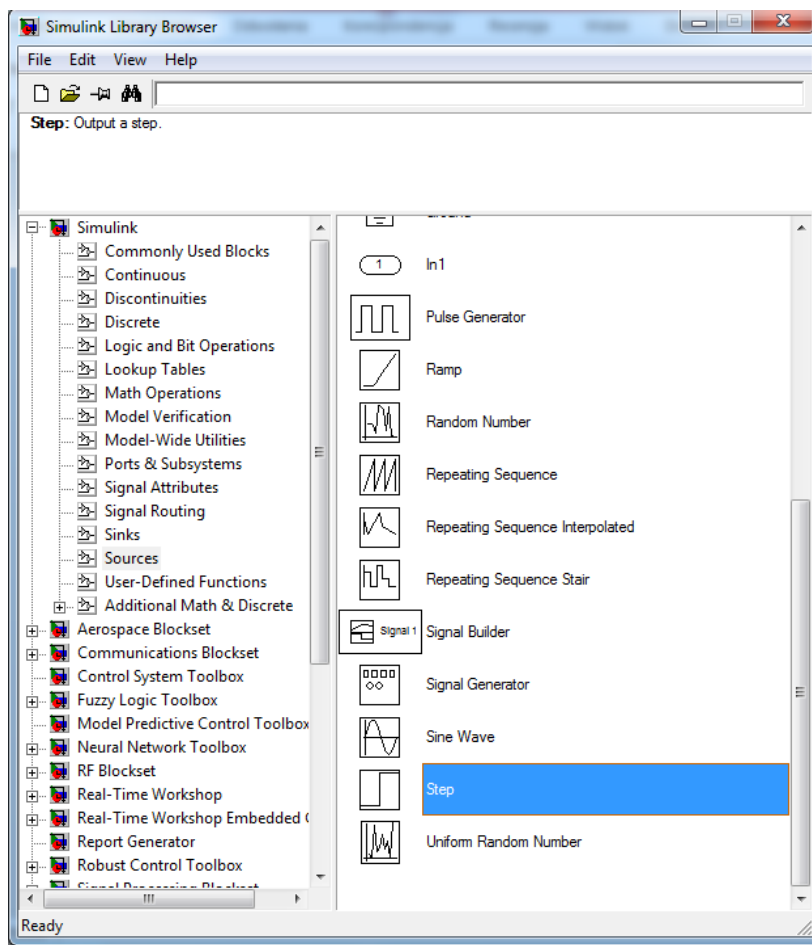 Simulink Library Browser
File Edit View Help
Step: Output a step.
Simulink
Commonly Used Blocks
Continuous
Discontinuities
Discrete
Logic and Bit Operations
Lookup Tables
Math Operations
Model Verification
Model-Wide Utilities
Ports & Subsystems
Signal Attributes
Signal Routing
Sinks
Sources
User-Defined Functions
Additional Math & Discrete
Aerospace Blockset
Communications Blockset
Control System Toolbox
Fuzzy Logic Toolbox
Model Predictive Control Toolbox
Neural Network Toolbox
RF Blockset
Real-Time Workshop
Real-Time Workshop Embedded
Report Generator
Robust Control Toolbox
1 In1
Pulse Generator
Ramp
Random Number
Repeating Sequence
Repeating Sequence Interpolated
Repeating Sequence Stair
Signal 1 Signal Builder
Signal Generator
Sine Wave
Step
Uniform Random Number
Ready